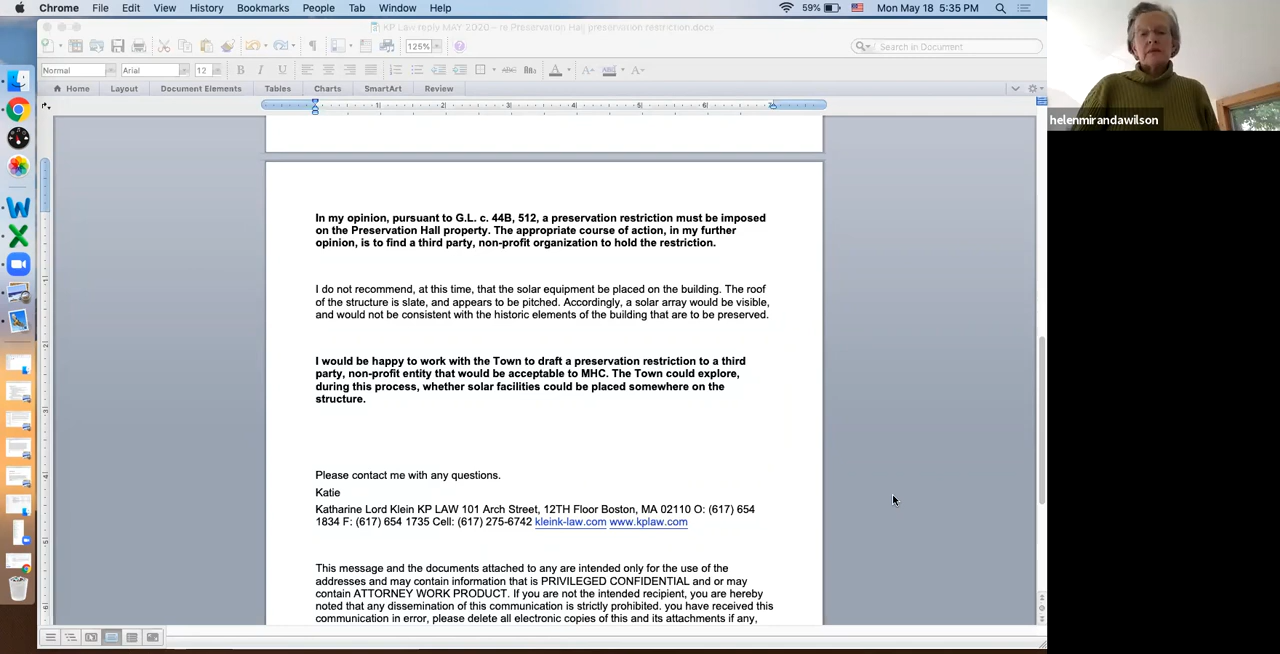 Chrome File Edit View History Bookmarks People Tab Window Help 59% Mon May 18 5:35 PM
KP Law reply MAY 2020 - re Preservation Hall preservation restriction.docx
125% Search in Document
Normal Arial 12
Home Layout Document Elements Tables Charts SmartArt Review
In my opinion, pursuant to G.L. c. 44B, 512, a preservation restriction must be imposed
on the Preservation Hall property. The appropriate course of action, in my further
opinion, is to find a third party, non-profit organization to hold the restriction.
I do not recommend, at this time, that the solar equipment be placed on the building. The roof
of the structure is slate, and appears to be pitched. Accordingly, a solar array would be visible,
and would not be consistent with the historic elements of the building that are to be preserved.
I would be happy to work with the Town to draft a preservation restriction to a third
party, non-profit entity that would be acceptable to MHC. The Town could explore,
during this process, whether solar facilities could be placed somewhere on the
structure.
Please contact me with any questions.
Katie
Katharine Lord Klein KP LAW 101 Arch Street, 12TH Floor Boston, MA 02110 O: (617) 654
1834 F: (617) 654 1735 Cell: (617) 275-6742 kleink-law.com www.kplaw.com
This message and the documents attached to any are intended only for the use of the
addresses and may contain information that is PRIVILEGED CONFIDENTIAL and or may
contain ATTORNEY WORK PRODUCT. If you are not the intended recipient, you are hereby
noted that any dissemination of this communication is strictly prohibited. you have received this
communication in error, please delete all electronic copies of this and its attachments if any,
helenmirandawilson